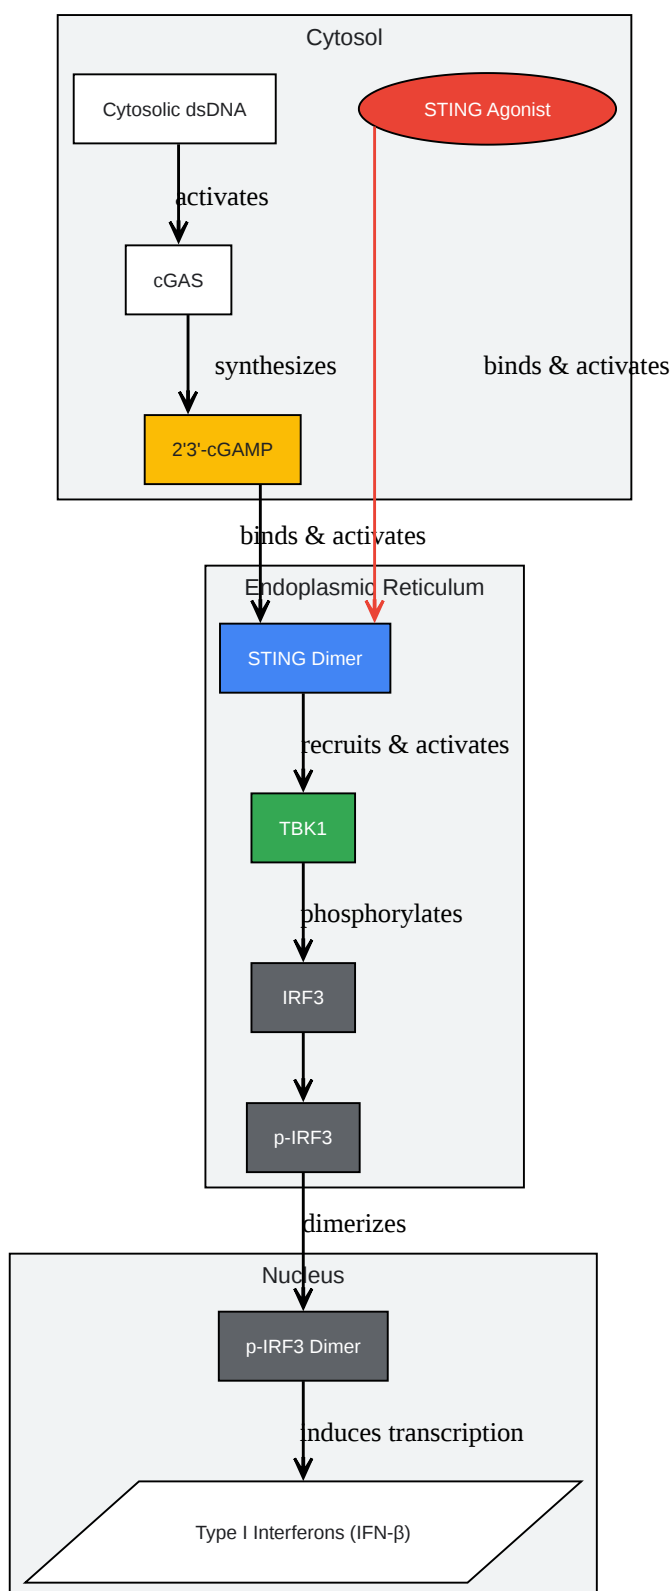 Cytosol
Cytosolic dsDNA
STING Agonist
activates
cGAS
synthesizes
binds & activates
2'3'-cGAMP
binds & activates
Endoplasmic Reticulum
STING Dimer
recruits & activates
TBK1
phosphorylates
IRF3
p-IRF3
dimerizes
Nucleus
p-IRF3 Dimer
induces transcription
Type I Interferons (IFN-β)